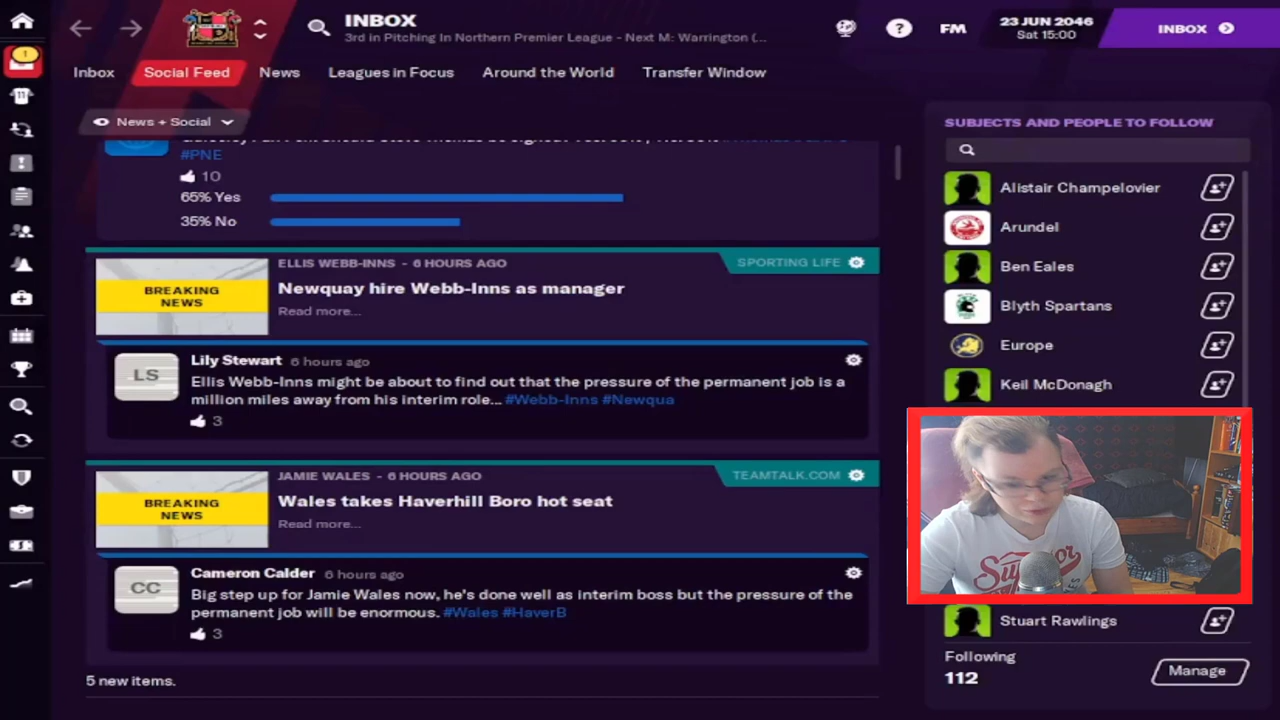 INBOX
3rd in Pitching In Northern Premier League - Next M: Warrington (...
?
FM
23 JUN 2046
Sat 15:00
INBOX
1
Inbox
Social Feed
News
Leagues in Focus
Around the World
Transfer Window
11
News + Social
SUBJECTS AND PEOPLE TO FOLLOW
#PNE
10
65% Yes
35% No
ELLIS WEBB-INNS - 6 HOURS AGO
SPORTING LIFE
BREAKING NEWS
Newquay hire Webb-Inns as manager
Read more...
LS
Lily Stewart 6 hours ago
Ellis Webb-Inns might be about to find out that the pressure of the permanent job is a
million miles away from his interim role... #Webb-Inns #Newqua
3
JAMIE WALES - 6 HOURS AGO
TEAMTALK.COM
BREAKING NEWS
Wales takes Haverhill Boro hot seat
Read more...
CC
Cameron Calder 6 hours ago
Big step up for Jamie Wales now, he's done well as interim boss but the pressure of the
permanent job will be enormous. #Wales #HaverB
3
5 new items.
Alistair Champelovier
Arundel
Ben Eales
Blyth Spartans
Europe
Keil McDonagh
Stuart Rawlings
Following
112
Manage